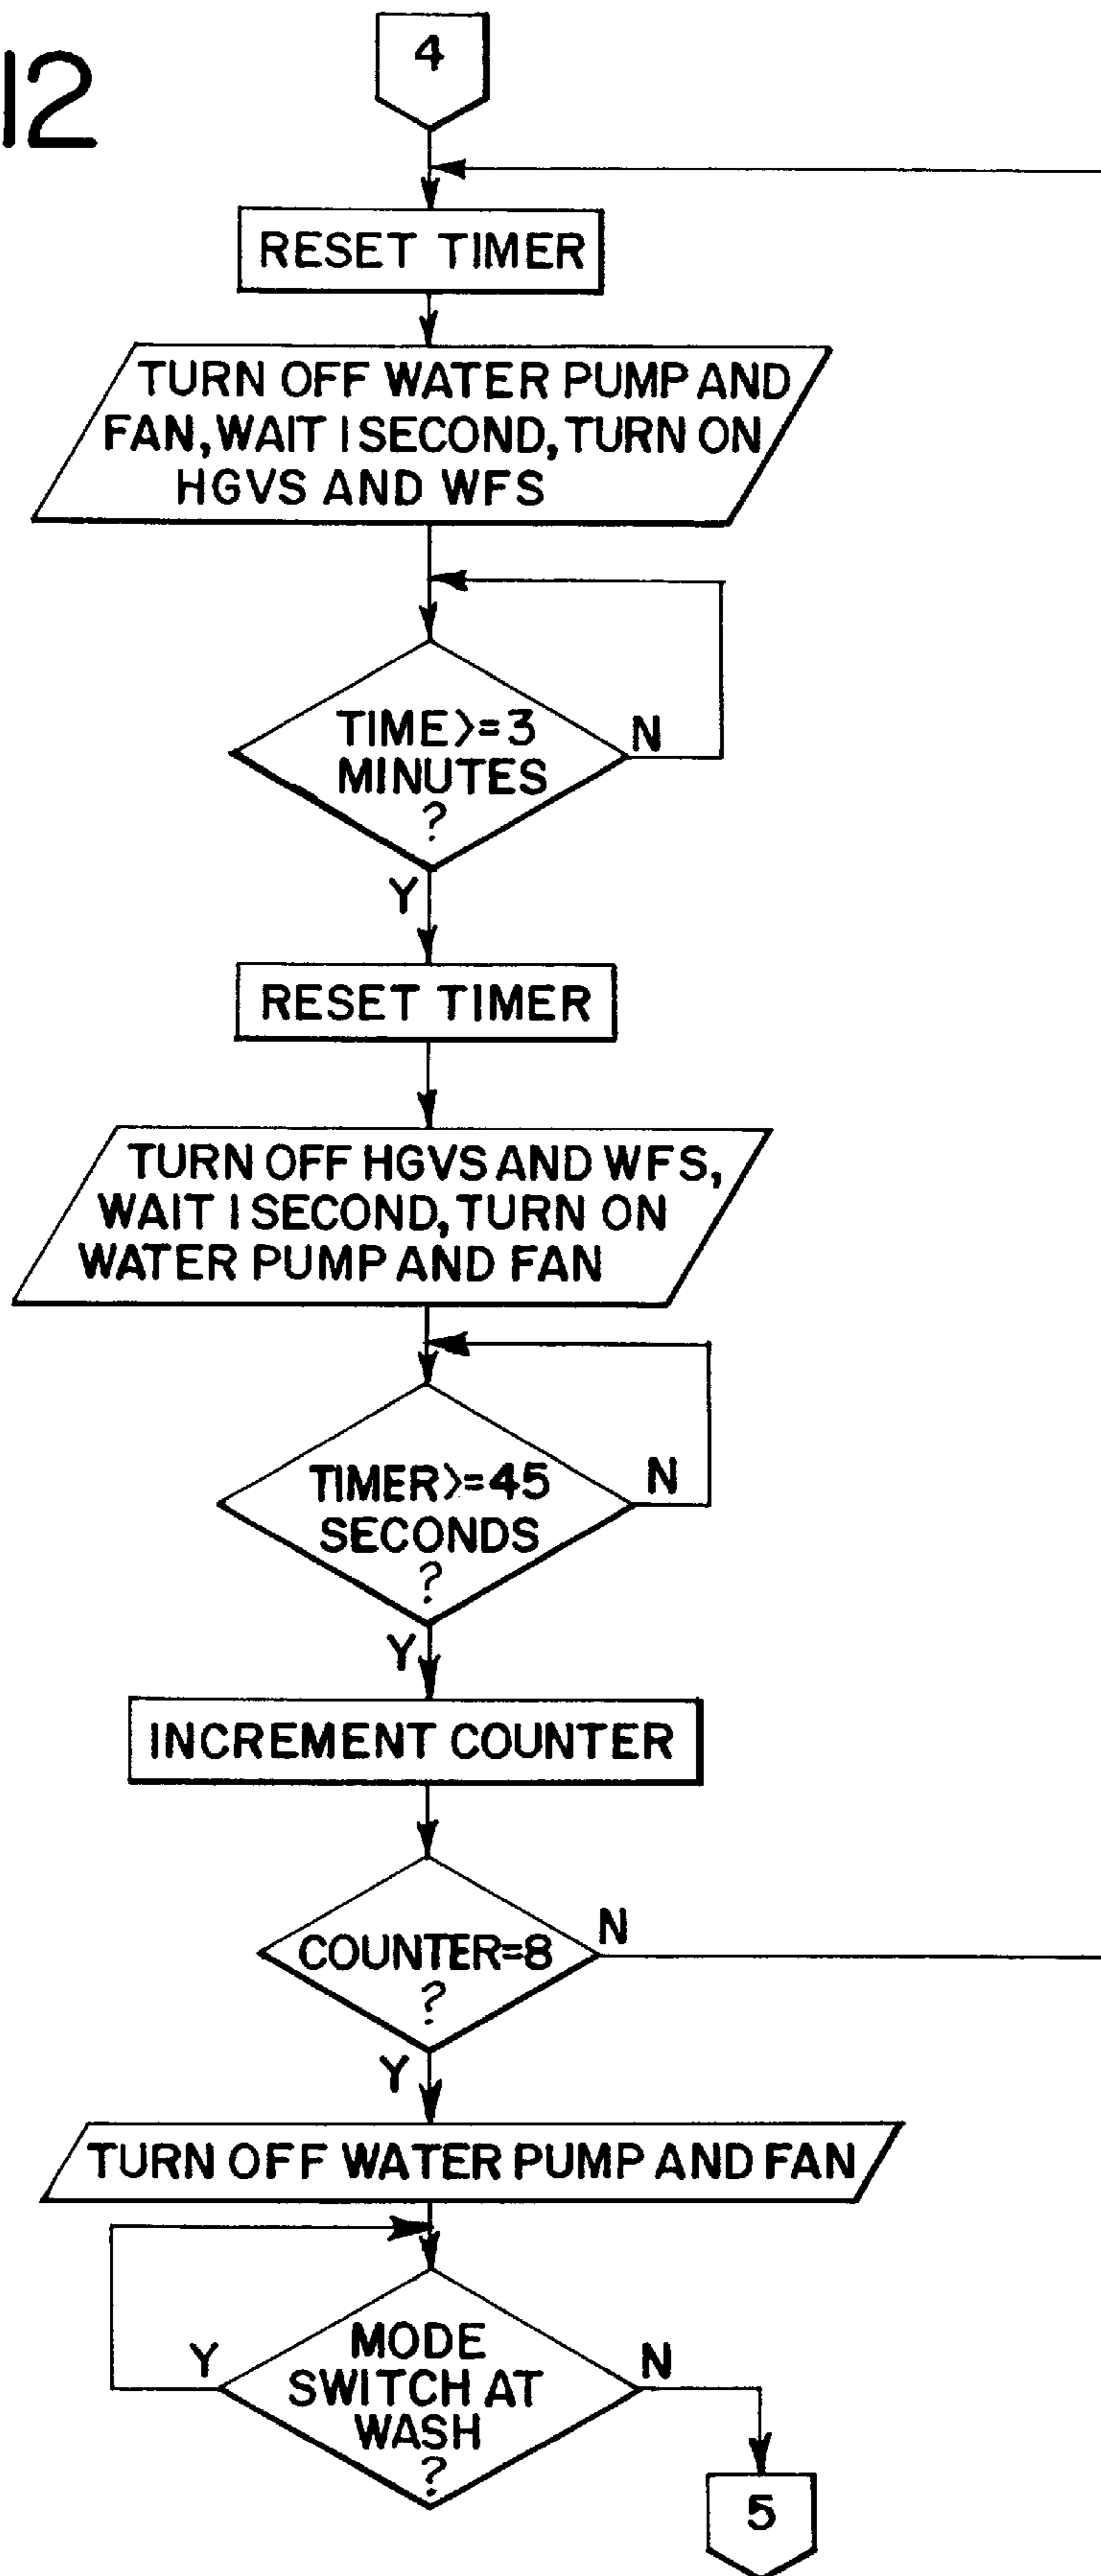 12
4
RESET TIMER
TURN OFF WATER PUMP AND
FAN, WAIT 1 SECOND, TURN ON
HGVS AND WFS
TIME >= 3
MINUTES
?
N
Y
RESET TIMER
TURN OFF HGVS AND WFS,
WAIT 1 SECOND, TURN ON
WATER PUMP AND FAN
TIMER >= 45
SECONDS
?
N
Y
INCREMENT COUNTER
COUNTER=8
?
N
Y
TURN OFF WATER PUMP AND FAN
MODE
SWITCH AT
WASH
?
Y
N
5